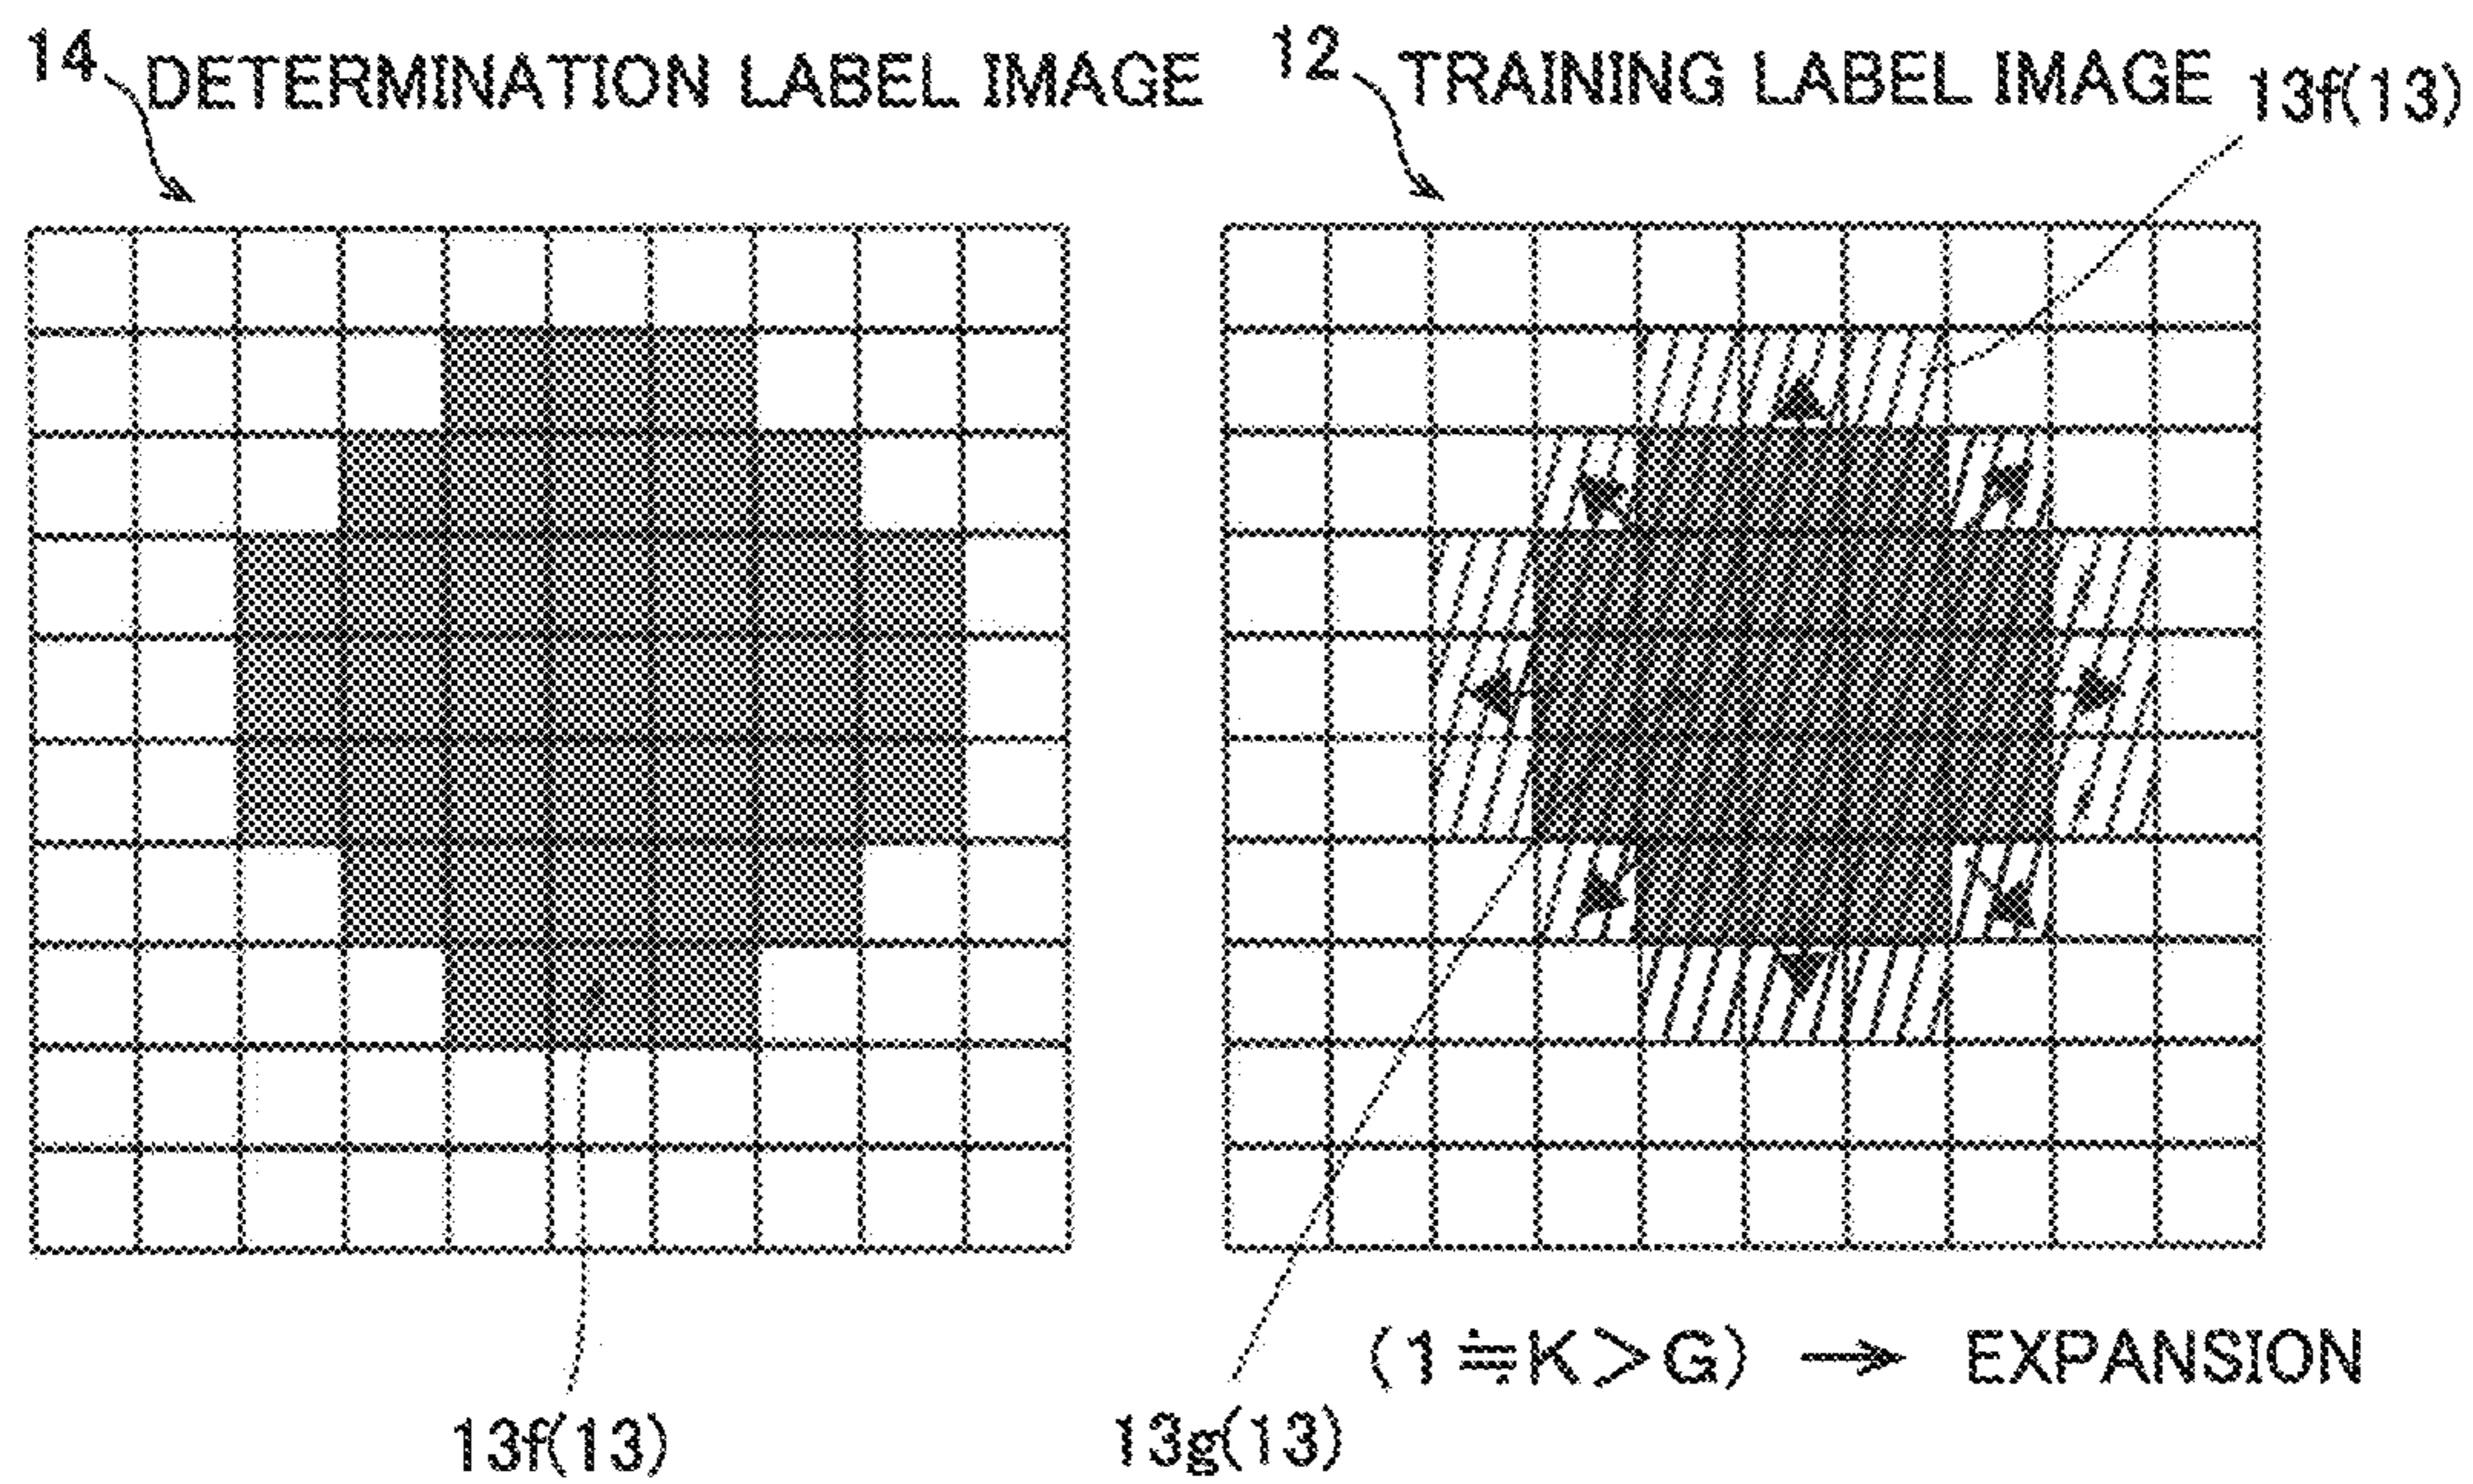 14 DETERMINATION LABEL IMAGE
12 TRAINING LABEL IMAGE
13f(13)
(1≒K>G) → EXPANSION
13f(13)
13g(13)